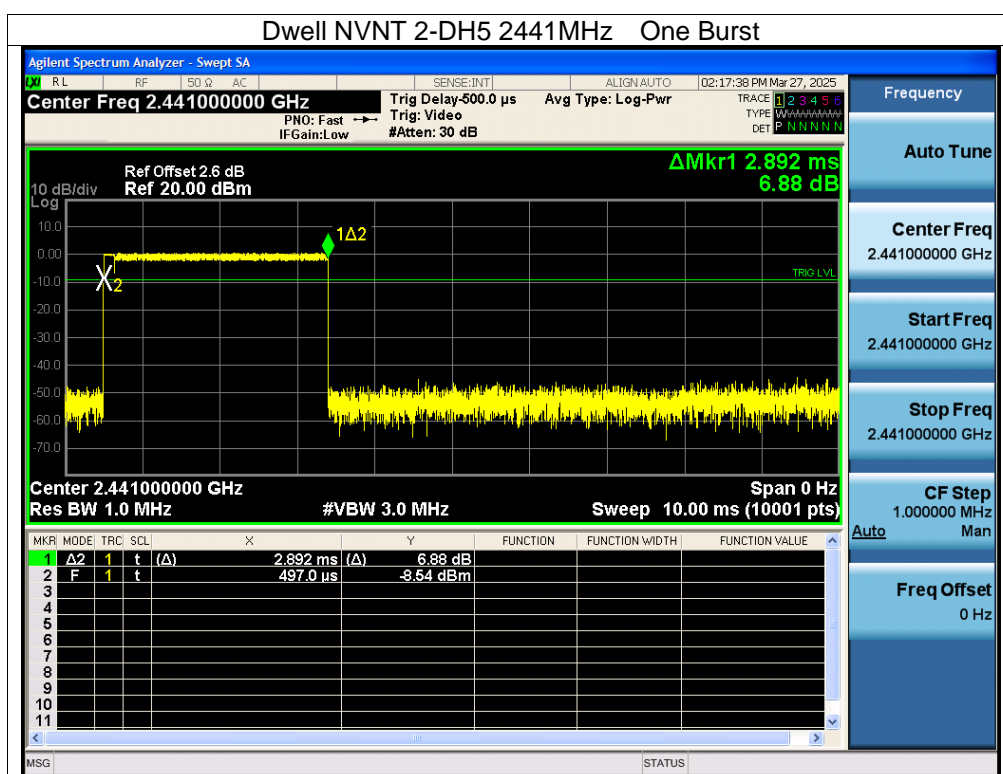 Dwell NVNT 2-DH5 2441MHz One Burst
Agilent Spectrum Analyzer - Swept SA
LXI RL RF 50 Ω AC SENSE:INT ALIGN AUTO 02:17:38 PM Mar 27, 2025
Center Freq 2.441000000 GHz
PNO: Fast
IFGain:Low
Trig Delay-500.0 µs
Trig: Video
#Atten: 30 dB
Avg Type: Log-Pwr
TRACE 1 2 3 4 5 6
TYPE WWWWWW
DET P N N N N N
ΔMkr1 2.892 ms
6.88 dB
Ref Offset 2.6 dB
10 dB/div Ref 20.00 dBm
Log
10.0
0.00
-10.0
-20.0
-30.0
-40.0
-50.0
-60.0
-70.0
1Δ2
2
TRIG LVL
Center 2.441000000 GHz Span 0 Hz
Res BW 1.0 MHz #VBW 3.0 MHz Sweep 10.00 ms (10001 pts)
MKR MODE TRC SCL X Y FUNCTION FUNCTION WIDTH FUNCTION VALUE
1 Δ2 1 t (Δ) 2.892 ms (Δ) 6.88 dB
2 F 1 t 497.0 µs -8.54 dBm
3
4
5
6
7
8
9
10
11
MSG STATUS
Frequency
Auto Tune
Center Freq
2.441000000 GHz
Start Freq
2.441000000 GHz
Stop Freq
2.441000000 GHz
CF Step
1.000000 MHz
Auto Man
Freq Offset
0 Hz